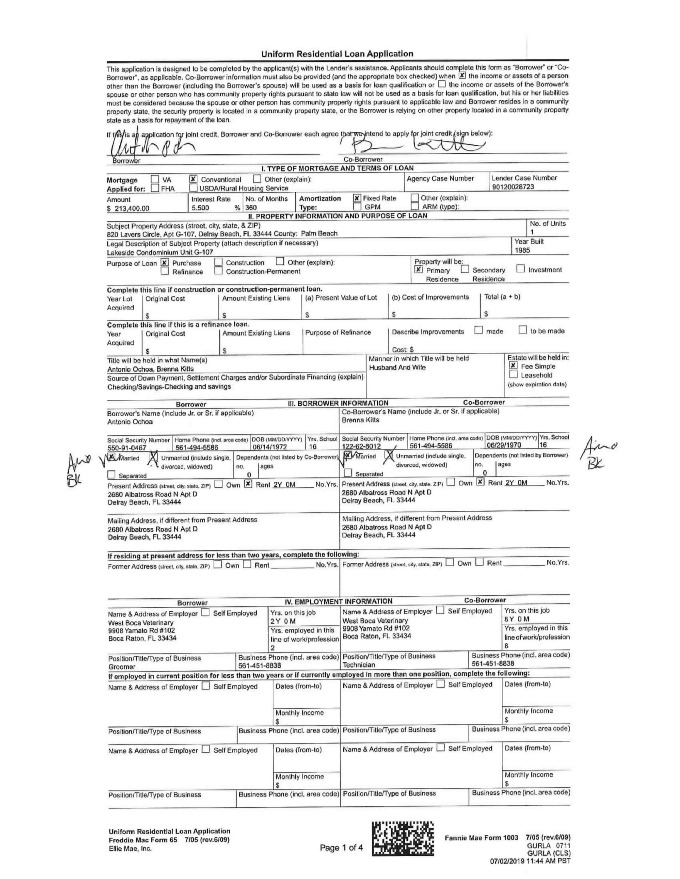 Uniform Residential Loan Application
This application is designed to be completed by the applicant(s) with the Lender's assistance. Applicants should complete this form as "Borrower" or "Co-
Borrower", as applicable. Co-Borrower information must also be provided (and the appropriate box checked) when ☒ the income or assets of a person
other than the Borrower (including the Borrower's spouse) will be used as a basis for loan qualification or ☐ the income or assets of the Borrower's
spouse or other person who has community property rights pursuant to state law will not be used as a basis for loan qualification, but his or her liabilities
must be considered because the spouse or other person has community property rights pursuant to applicable law and Borrower resides in a community
property state, the security property is located in a community property state, or the Borrower is relying on other property located in a community property
state as a basis for repayment of the loan.
If this is an application for joint credit, Borrower and Co-Borrower each agree that we intend to apply for joint credit (sign below):
Borrower Co-Borrower
I. TYPE OF MORTGAGE AND TERMS OF LOAN
Mortgage Applied for: ☐ VA ☒ Conventional ☐ Other (explain): Agency Case Number Lender Case Number
☐ FHA ☐ USDA/Rural Housing Service 90120028723
Amount Interest Rate No. of Months Amortization Type: ☒ Fixed Rate ☐ Other (explain):
$ 213,400.00 5.500 % 360 ☐ GPM ☐ ARM (type):
II. PROPERTY INFORMATION AND PURPOSE OF LOAN
Subject Property Address (street, city, state, & ZIP) No. of Units
820 Lavers Circle, Apt G-107, Delray Beach, FL 33444 County: Palm Beach 1
Legal Description of Subject Property (attach description if necessary) Year Built
Lakeside Condominium Unit G-107 1985
Purpose of Loan ☒ Purchase ☐ Construction ☐ Other (explain): Property will be:
☐ Refinance ☐ Construction-Permanent ☒ Primary Residence ☐ Secondary Residence ☐ Investment
Complete this line if construction or construction-permanent loan.
Year Lot Acquired Original Cost Amount Existing Liens (a) Present Value of Lot (b) Cost of Improvements Total (a + b)
$ $ $ $ $
Complete this line if this is a refinance loan.
Year Acquired Original Cost Amount Existing Liens Purpose of Refinance Describe Improvements ☐ made ☐ to be made
$ $ Cost: $
Title will be held in what Name(s) Manner in which Title will be held Estate will be held in:
Antonio Ochoa, Brenna Kitts Husband And Wife ☒ Fee Simple
Source of Down Payment, Settlement Charges and/or Subordinate Financing (explain) ☐ Leasehold
Checking/Savings-Checking and savings (show expiration date)
Borrower III. BORROWER INFORMATION Co-Borrower
Borrower's Name (include Jr. or Sr. if applicable) Co-Borrower's Name (include Jr. or Sr. if applicable)
Antonio Ochoa Brenna Kitts
Social Security Number Home Phone (incl. area code) DOB (MM/DD/YYYY) Yrs. School Social Security Number Home Phone (incl. area code) DOB (MM/DD/YYYY) Yrs. School
550-91-0467 561-494-6586 06/14/1972 16 122-62-8012 561-494-5586 06/29/1970 16
☒ Married ☐ Unmarried (include single, divorced, widowed) Dependents (not listed by Co-Borrower) ☒ Married ☐ Unmarried (include single, divorced, widowed) Dependents (not listed by Borrower)
☐ Separated no. 0 ages ☐ Separated no. 0 ages
BK BK
Present Address (street, city, state, ZIP) ☐ Own ☒ Rent 2Y 0M No.Yrs. Present Address (street, city, state, ZIP) ☐ Own ☒ Rent 2Y 0M No.Yrs.
2680 Albatross Road N Apt D 2680 Albatross Road N Apt D
Delray Beach, FL 33444 Delray Beach, FL 33444
Mailing Address, if different from Present Address Mailing Address, if different from Present Address
2680 Albatross Road N Apt D 2680 Albatross Road N Apt D
Delray Beach, FL 33444 Delray Beach, FL 33444
If residing at present address for less than two years, complete the following:
Former Address (street, city, state, ZIP) ☐ Own ☐ Rent No.Yrs. Former Address (street, city, state, ZIP) ☐ Own ☐ Rent No.Yrs.
Borrower IV. EMPLOYMENT INFORMATION Co-Borrower
Name & Address of Employer ☐ Self Employed Yrs. on this job Name & Address of Employer ☐ Self Employed Yrs. on this job
West Boca Veterinary 2Y 0M West Boca Veterinary 8Y 0M
9908 Yamato Rd #102 Yrs. employed in this line of work/profession 9908 Yamato Rd #102 Yrs. employed in this line of work/profession
Boca Raton, FL 33434 2 Boca Raton, FL 33434 8
Position/Title/Type of Business Business Phone (incl. area code) Position/Title/Type of Business Business Phone (incl. area code)
Groomer 561-451-8838 Technician 561-451-8838
If employed in current position for less than two years or if currently employed in more than one position, complete the following:
Name & Address of Employer ☐ Self Employed Dates (from-to) Name & Address of Employer ☐ Self Employed Dates (from-to)
Monthly Income Monthly Income
$ $
Position/Title/Type of Business Business Phone (incl. area code) Position/Title/Type of Business Business Phone (incl. area code)
Name & Address of Employer ☐ Self Employed Dates (from-to) Name & Address of Employer ☐ Self Employed Dates (from-to)
Monthly Income Monthly Income
$ $
Position/Title/Type of Business Business Phone (incl. area code) Position/Title/Type of Business Business Phone (incl. area code)
Uniform Residential Loan Application
Freddie Mac Form 65 7/05 (rev.6/09) Fannie Mae Form 1003 7/05 (rev.6/09)
Ellie Mae, Inc. Page 1 of 4 GURLA 0711
GURLA (CLS)
07/02/2019 11:44 AM PST